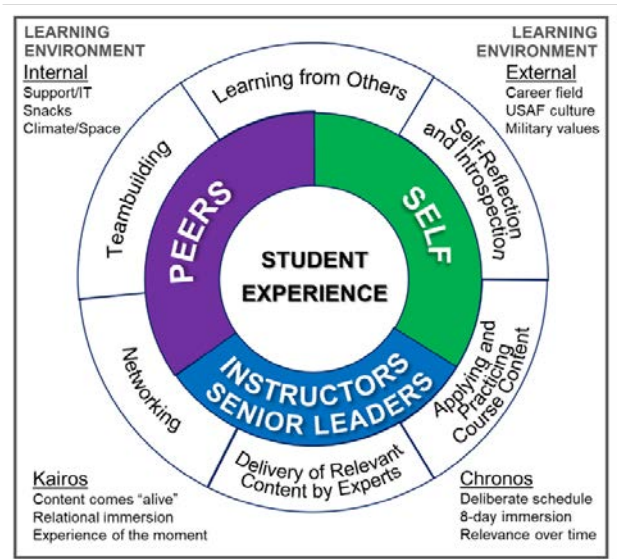 LEARNING
ENVIRONMENT
Internal
Support/IT
Snacks
Climate/Space
LEARNING
ENVIRONMENT
External
Career field
USAF culture
Military values
Learning from Others
Self-Reflection
and Introspection
Applying and
Practicing
Course Content
Delivery of Relevant
Content by Experts
Networking
Teambuilding
PEERS
SELF
INSTRUCTORS
SENIOR LEADERS
STUDENT
EXPERIENCE
Kairos
Content comes “alive”
Relational immersion
Experience of the moment
Chronos
Deliberate schedule
8-day immersion
Relevance over time